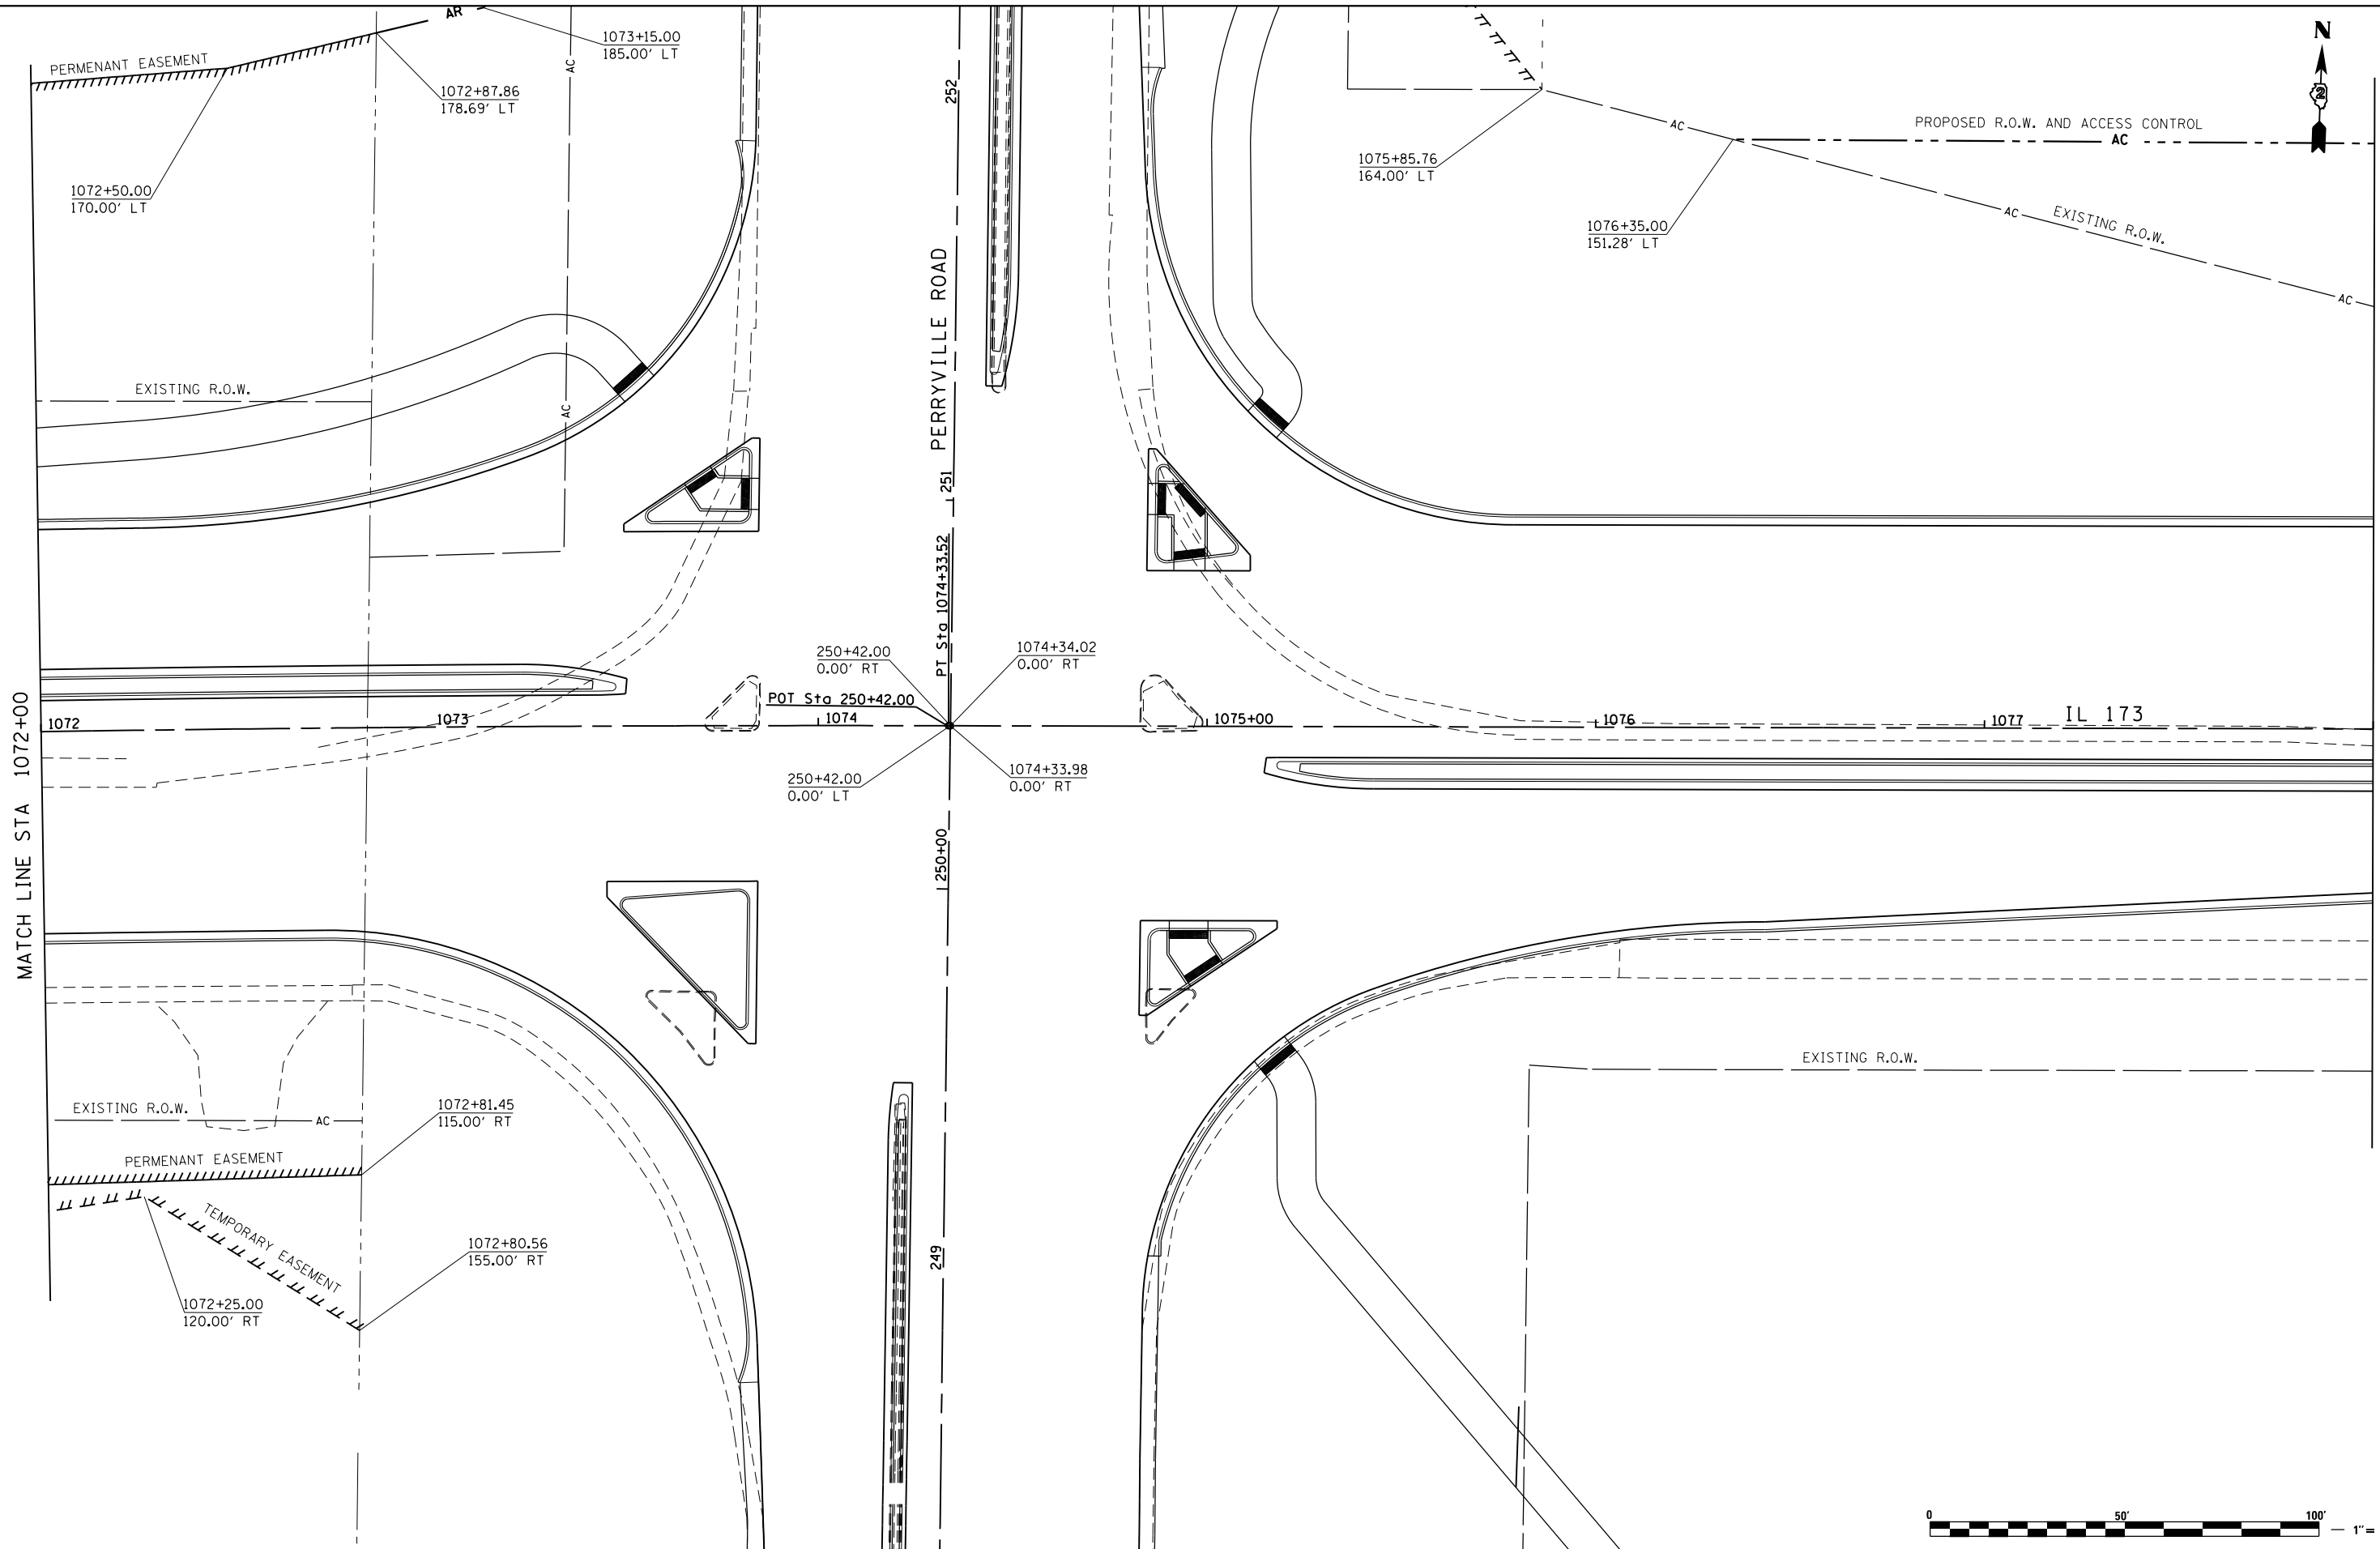 AR
N
1073+15.00
185.00' LT
PERMENANT EASEMENT
AC
2
1072+87.86
178.69' LT
252
AC
PROPOSED R.O.W. AND ACCESS CONTROL
AC
1075+85.76
164.00' LT
1072+50.00
170.00' LT
AC
EXISTING R.O.W.
1076+35.00
151.28' LT
AC
PERRYVILLE ROAD
EXISTING R.O.W.
AC
251
PT Sta 1074+33.52
250+42.00
0.00' RT
1074+34.02
0.00' RT
POT Sta 250+42.00
MATCH LINE STA 1072+00
1072
1073
1074
1075+00
1076
1077
IL 173
250+42.00
0.00' LT
1074+33.98
0.00' RT
250+00
EXISTING R.O.W.
EXISTING R.O.W.
AC
1072+81.45
115.00' RT
PERMENANT EASEMENT
TEMPORARY EASEMENT
1072+80.56
155.00' RT
249
1072+25.00
120.00' RT
0
50'
100'
1"=